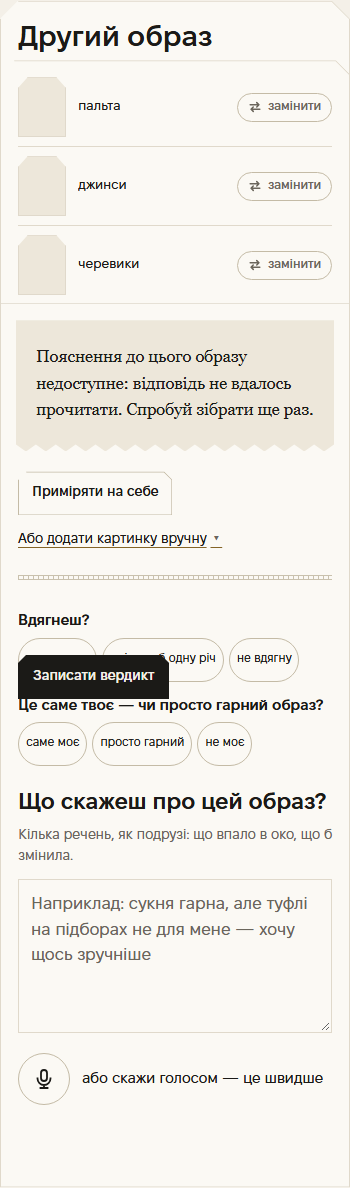 Другий образ
пальта
замінити
джинси
замінити
черевики
замінити
Пояснення до цього образу
недоступне: відповідь не вдалось
прочитати. Спробуй зібрати ще раз.
Приміряти на себе
Або додати картинку вручну
Вдягнеш?
одну річ
не вдягну
Записати вердикт
Це саме твоє — чи просто гарний образ?
саме моє
просто гарний
не моє
Що скажеш про цей образ?
Кілька речень, як подрузі: що впало в око, що б
змінила.
Наприклад: сукня гарна, але туфлі
на підборах не для мене — хочу
щось зручніше
або скажи голосом — це швидше